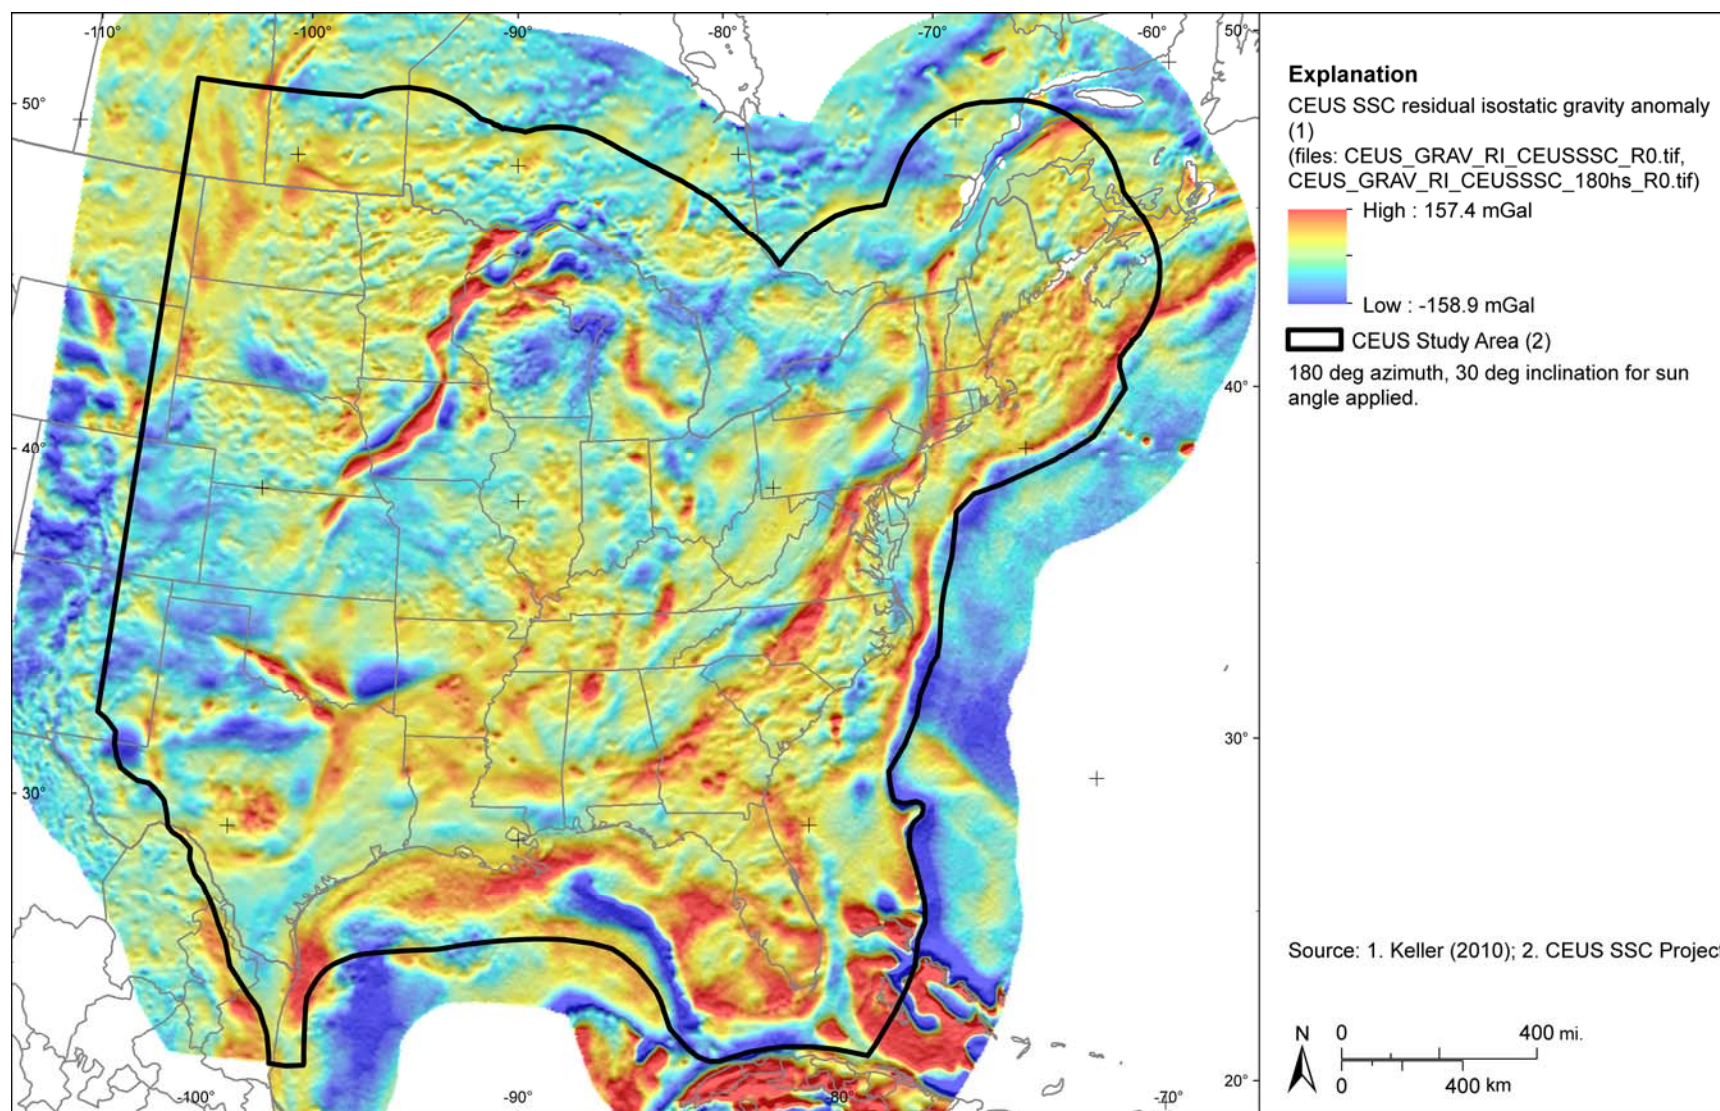 -110° -100° -90° -80° -70° -60° 50°
50°
40°
40°
30°
30°
20°
-100° -90° -80° -70°
Explanation
CEUS SSC residual isostatic gravity anomaly
(1)
(files: CEUS_GRAV_RI_CEUSSSC_R0.tif,
CEUS_GRAV_RI_CEUSSSC_180hs_R0.tif)
High : 157.4 mGal
Low : -158.9 mGal
CEUS Study Area (2)
180 deg azimuth, 30 deg inclination for sun
angle applied.
Source: 1. Keller (2010); 2. CEUS SSC Project
N 0 400 mi.
0 400 km